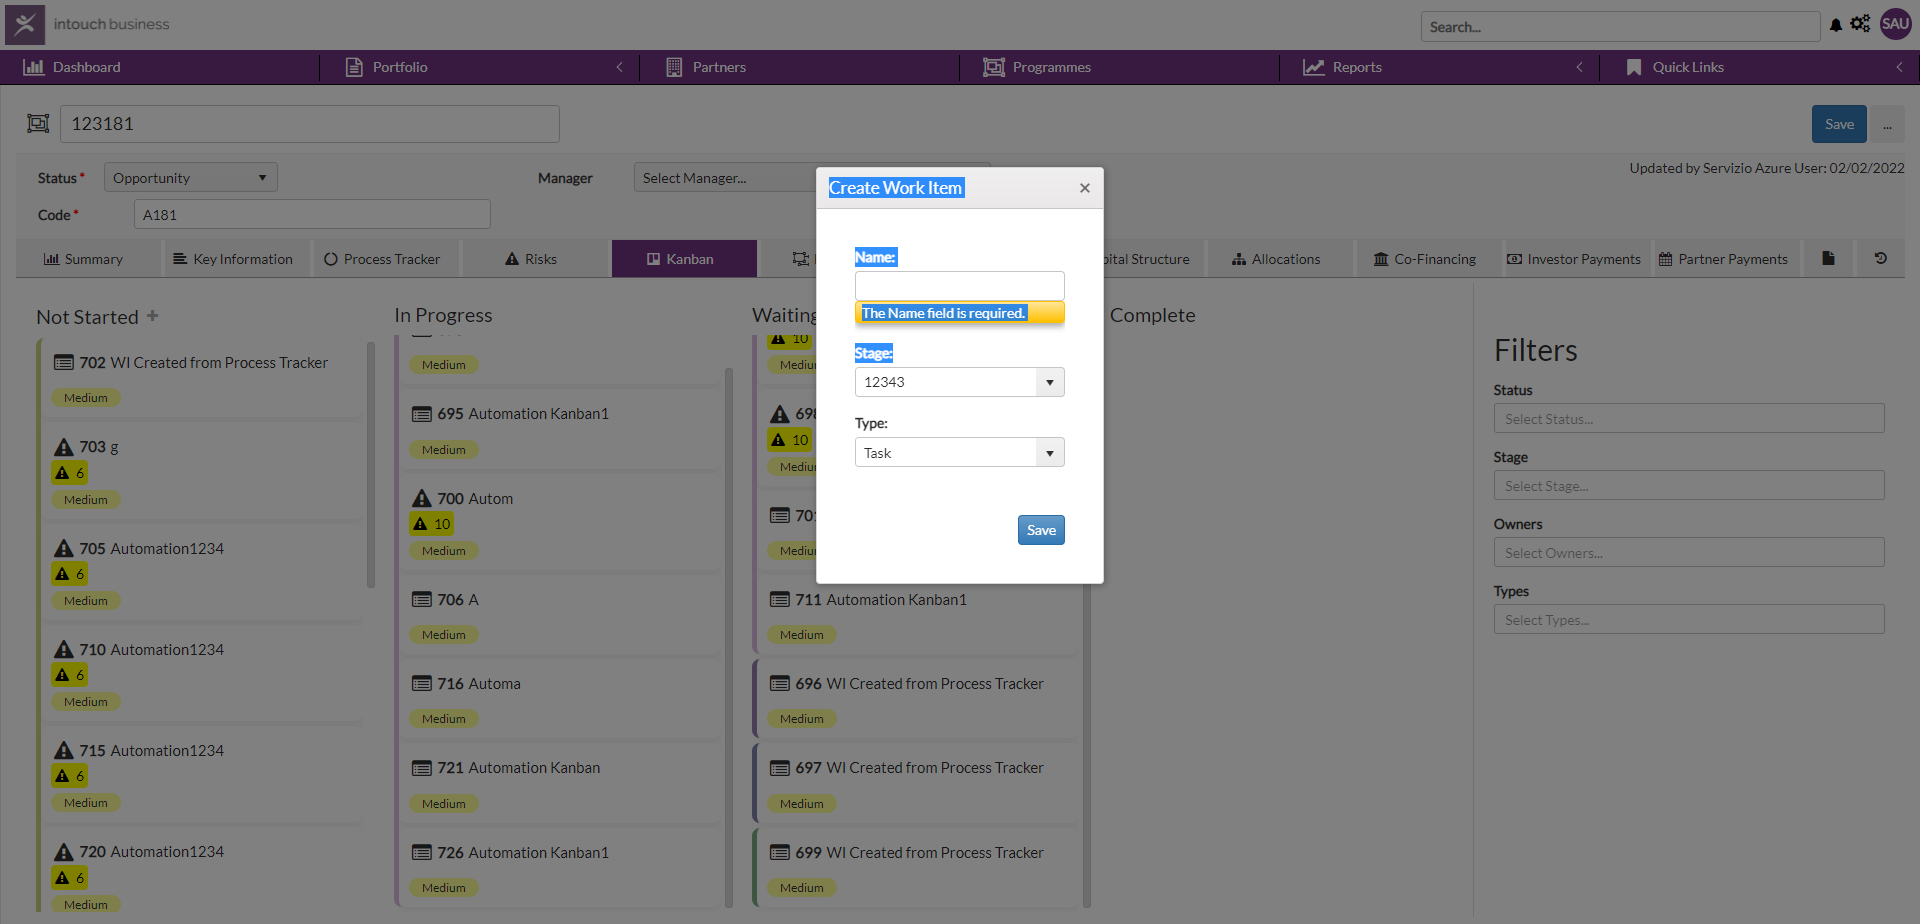 intouch business
Search...
SAU
Dashboard
Portfolio
Partners
Programmes
Reports
Quick Links
123181
Save
...
Status *
Opportunity
Manager
Select Manager...
Updated by Servizio Azure User: 02/02/2022
Code *
A181
Summary
Key Information
Process Tracker
Risks
Kanban
pital Structure
Allocations
Co-Financing
Investor Payments
Partner Payments
Create Work Item
×
Name:
The Name field is required.
Stage:
12343
Type:
Task
Save
Not Started +
702 WI Created from Process Tracker
Medium
703 g
6
Medium
705 Automation1234
6
Medium
710 Automation1234
6
Medium
715 Automation1234
6
Medium
720 Automation1234
6
Medium
In Progress
Medium
695 Automation Kanban1
Medium
700 Autom
10
Medium
706 A
Medium
716 Automa
Medium
721 Automation Kanban
Medium
726 Automation Kanban1
Medium
Waiting
10
Mediu
698
10
Mediu
701
Mediu
711 Automation Kanban1
Medium
696 WI Created from Process Tracker
Medium
697 WI Created from Process Tracker
Medium
699 WI Created from Process Tracker
Medium
Complete
Filters
Status
Select Status...
Stage
Select Stage...
Owners
Select Owners...
Types
Select Types...